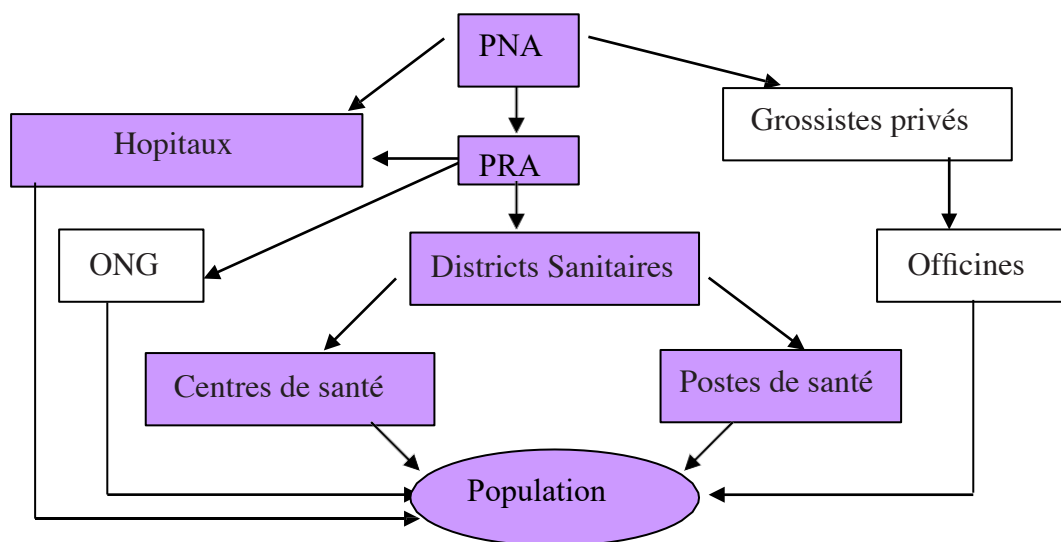 PNA
Grossistes privés
Hopitaux
PRA
ONG
Districts Sanitaires
Officines
Centres de santé
Postes de santé
Population